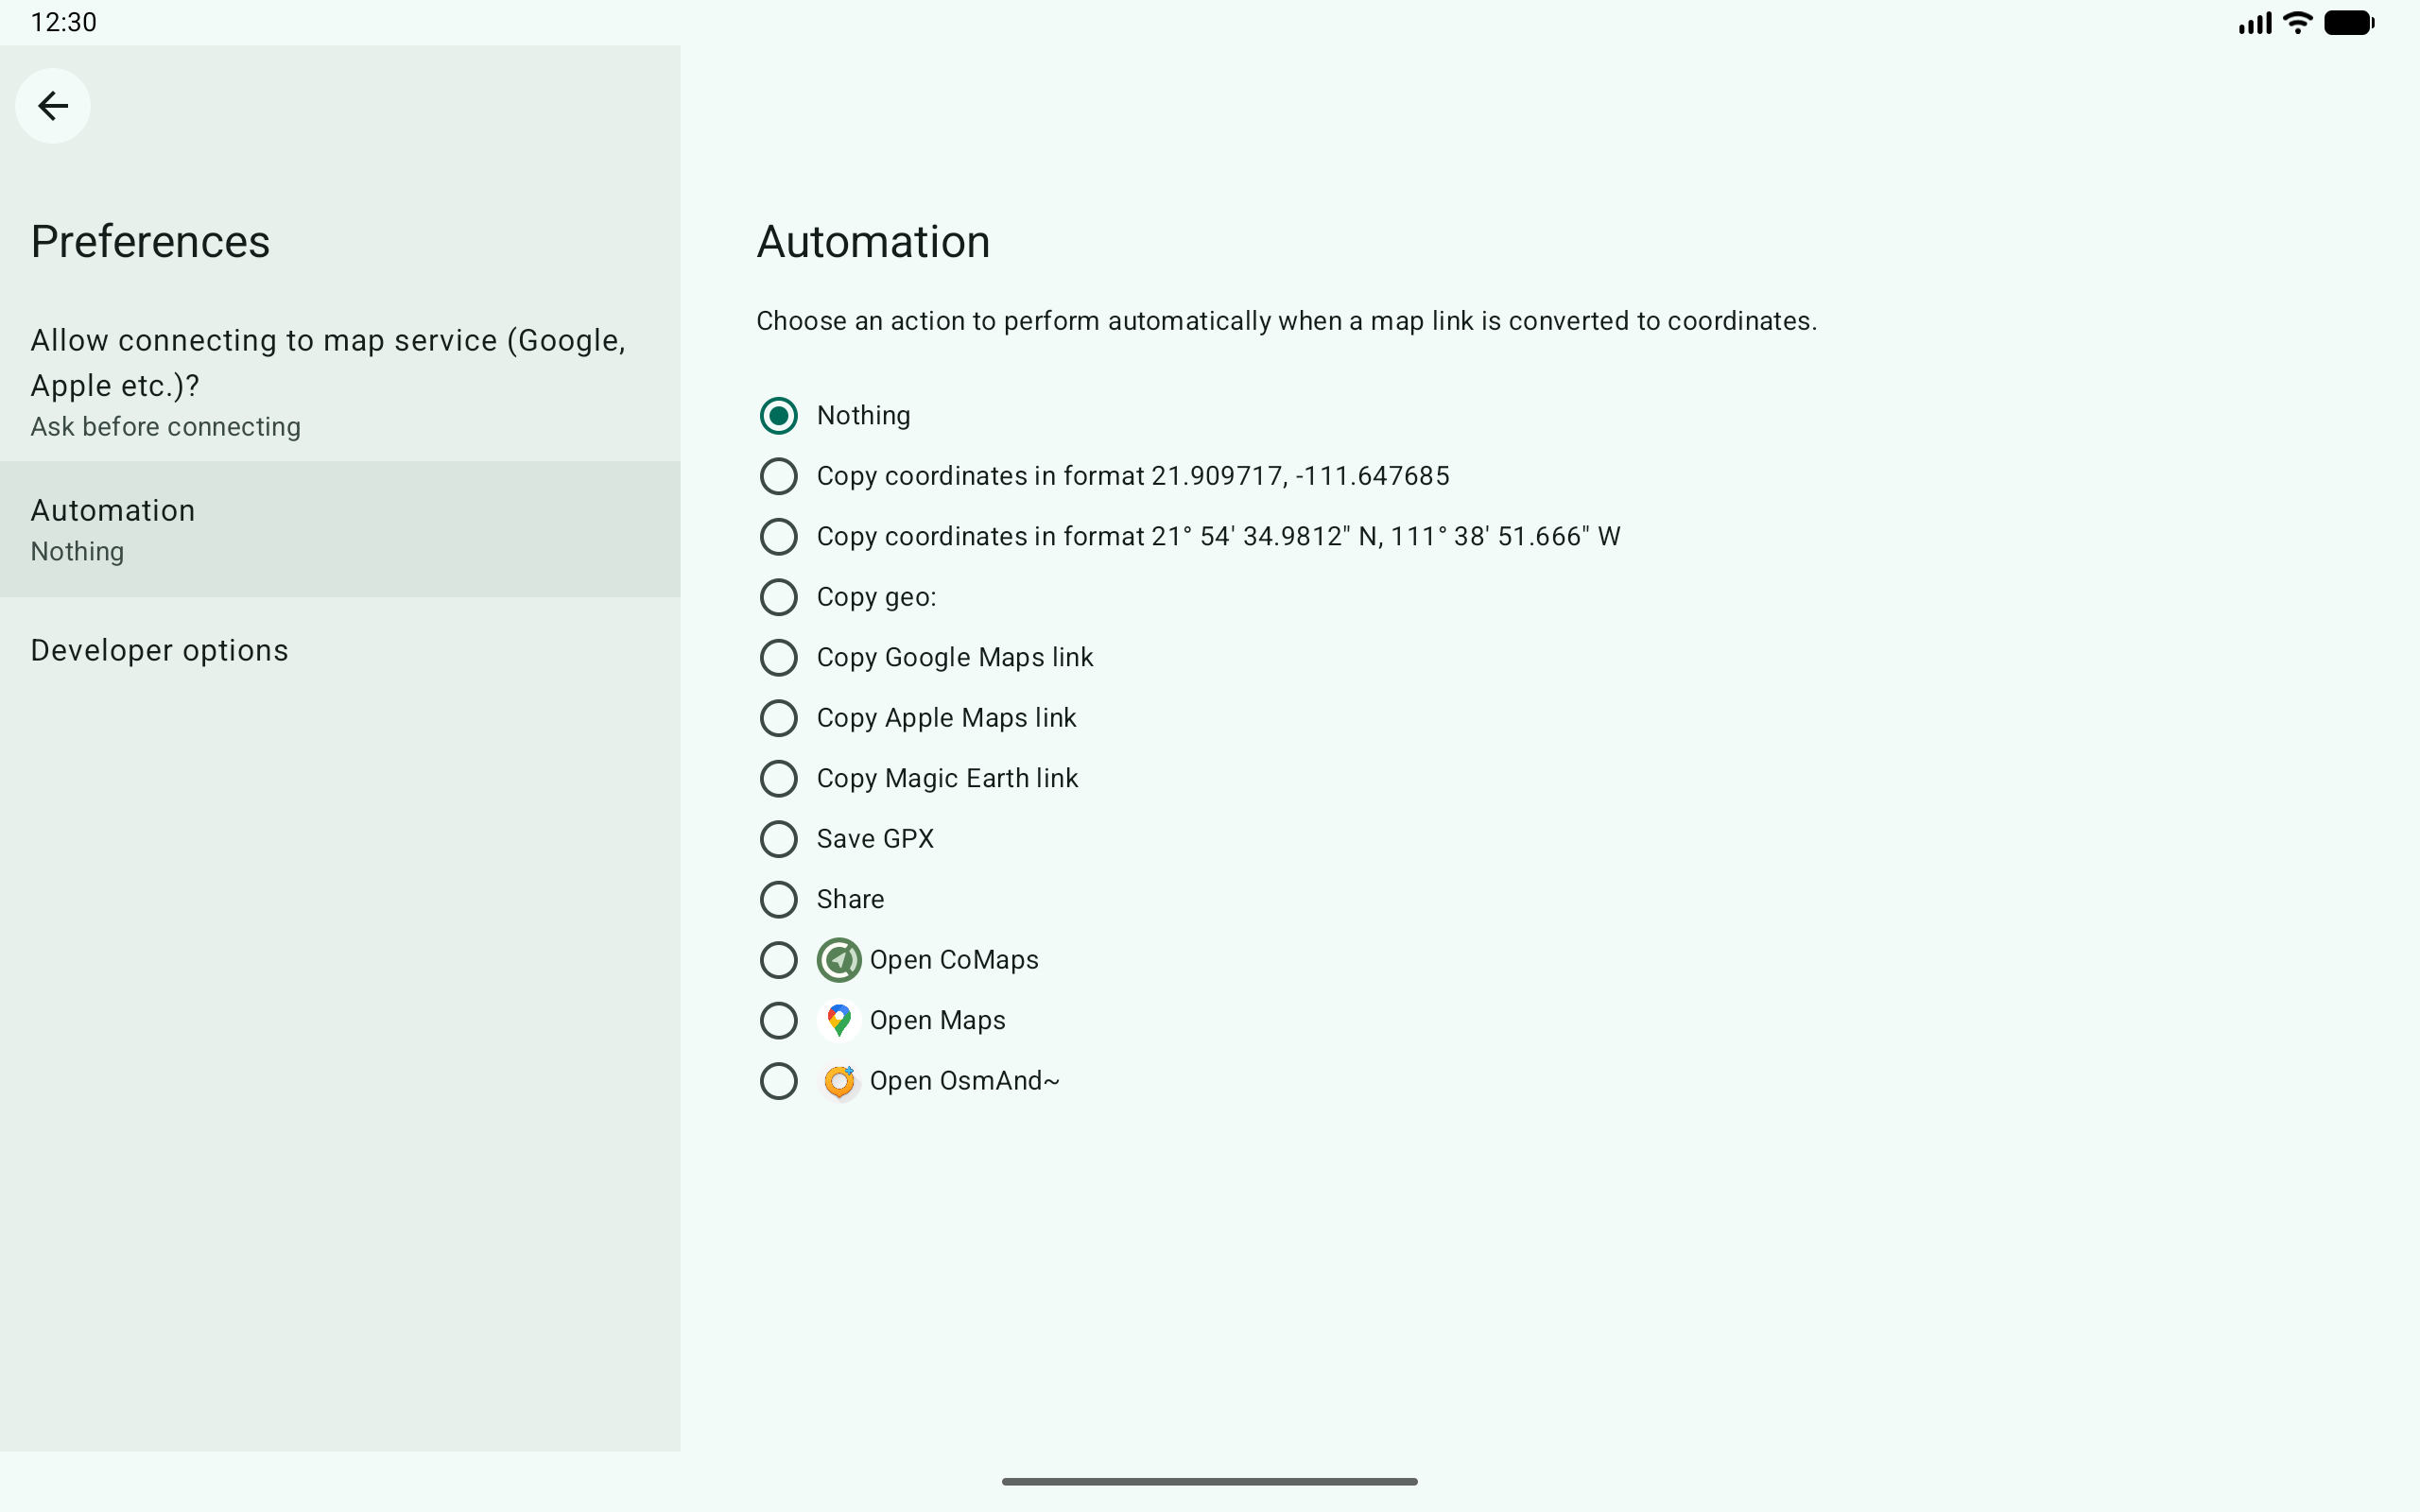 12:30
Preferences
Allow connecting to map service (Google,
Apple etc.)?
Ask before connecting
Automation
Nothing
Developer options
Automation
Choose an action to perform automatically when a map link is converted to coordinates.
Nothing
Copy coordinates in format 21.909717, -111.647685
Copy coordinates in format 21° 54' 34.9812" N, 111° 38' 51.666" W
Copy geo:
Copy Google Maps link
Copy Apple Maps link
Copy Magic Earth link
Save GPX
Share
Open CoMaps
Open Maps
Open OsmAnd~